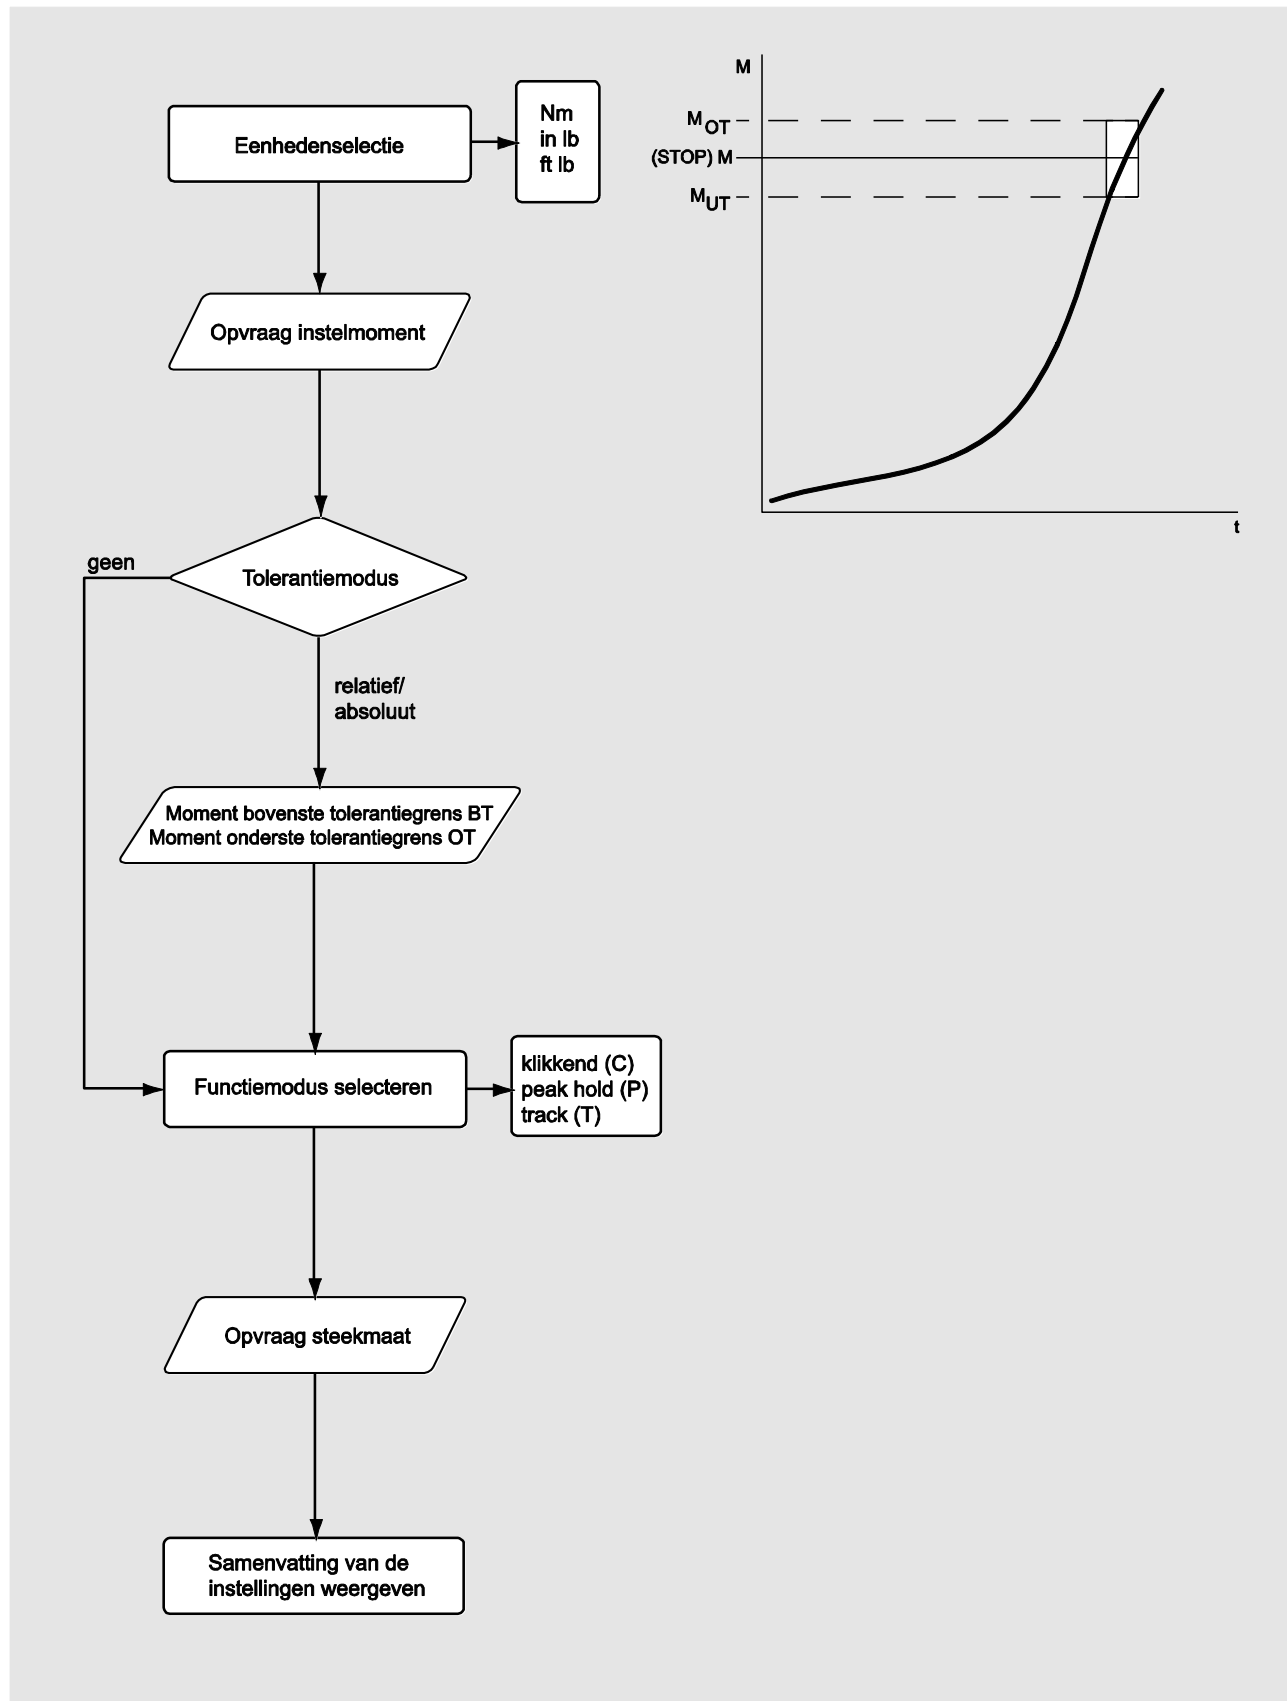 Eenhedenselectie
Nm
in lb
ft lb
Opvraag instelmoment
geen
Tolerantiemodus
relatief/
absoluut
Moment bovenste tolerantiegrens BT
Moment onderste tolerantiegrens OT
Functiemodus selecteren
klikkend (C)
peak hold (P)
track (T)
Opvraag steekmaat
Samenvatting van de
instellingen weergeven
M
MOT
(STOP) M
MUT
t